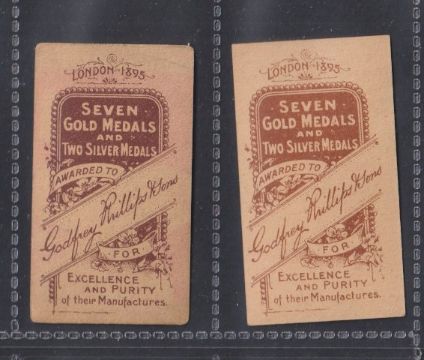 LONDON 1895
SEVEN
GOLD MEDALS
AND
TWO SILVER MEDALS
AWARDED TO
Godfrey Phillips & Sons
FOR
EXCELLENCE
AND PURITY
of their Manufactures.
LONDON 1895
SEVEN
GOLD MEDALS
AND
TWO SILVER MEDALS
AWARDED TO
Godfrey Phillips & Sons
FOR
EXCELLENCE
AND PURITY
of their Manufactures.